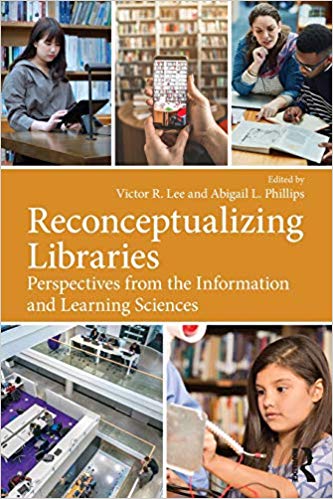 Edited by
Victor R. Lee and Abigail L. Phillips
Reconceptualizing
Libraries
Perspectives from the Information
and Learning Sciences
R